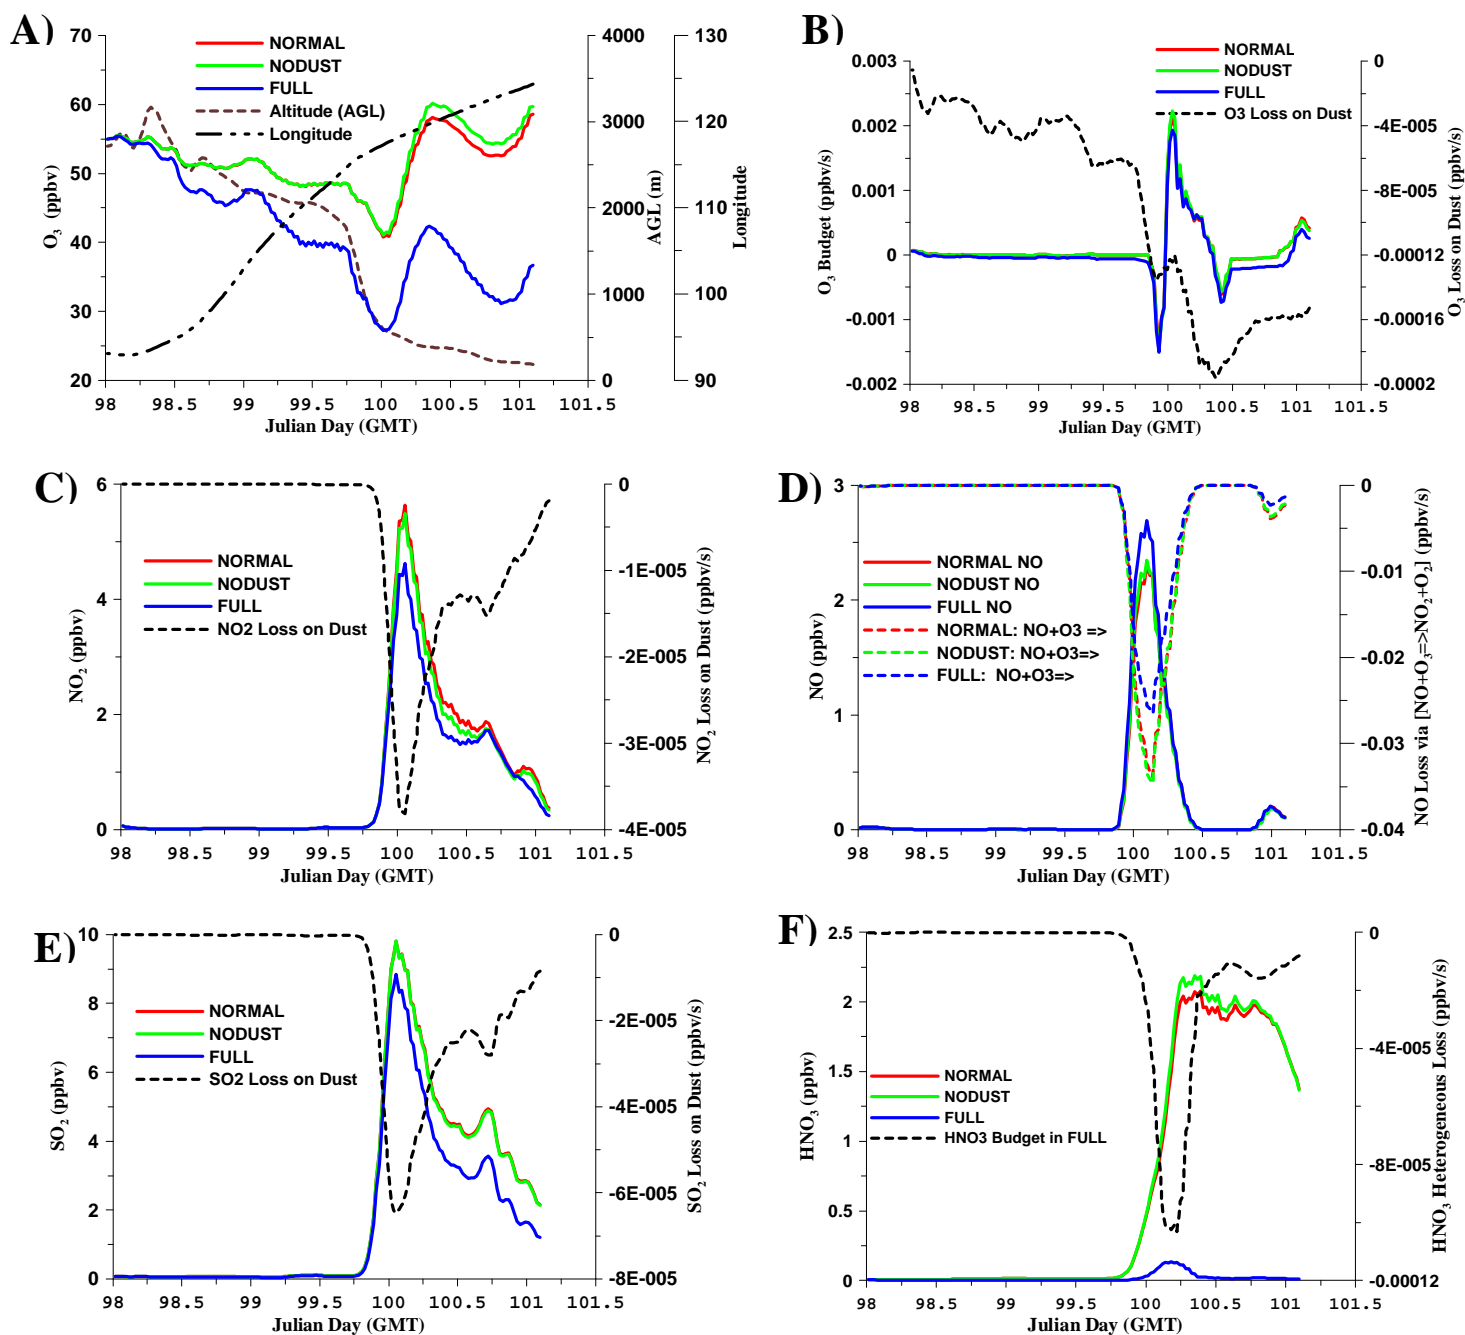 A)
70
60
50
40
30
20
O3 (ppbv)
NORMAL
NODUST
FULL
Altitude (AGL)
Longitude
4000
3000
2000
1000
0
AGL (m)
130
120
110
100
90
Longitude
98 98.5 99 99.5 100 100.5 101 101.5
Julian Day (GMT)
B)
0.003
0.002
0.001
0
-0.001
-0.002
O3 Budget (ppbv/s)
NORMAL
NODUST
FULL
O3 Loss on Dust
0
-4E-005
-8E-005
-0.00012
-0.00016
-0.0002
O3 Loss on Dust (ppbv/s)
98 98.5 99 99.5 100 100.5 101 101.5
Julian Day (GMT)
C)
6
4
2
0
NO2 (ppbv)
NORMAL
NODUST
FULL
NO2 Loss on Dust
0
-1E-005
-2E-005
-3E-005
-4E-005
NO2 Loss on Dust (ppbv/s)
98 98.5 99 99.5 100 100.5 101 101.5
Julian Day (GMT)
D)
3
2
1
0
NO (ppbv)
NORMAL NO
NODUST NO
FULL NO
NORMAL: NO+O3 =>
NODUST: NO+O3=>
FULL: NO+O3=>
0
-0.01
-0.02
-0.03
-0.04
NO Loss via [NO+O3=>NO2+O2] (ppbv/s)
98 98.5 99 99.5 100 100.5 101 101.5
Julian Day (GMT)
E)
10
8
6
4
2
0
SO2 (ppbv)
NORMAL
NODUST
FULL
SO2 Loss on Dust
0
-2E-005
-4E-005
-6E-005
-8E-005
SO2 Loss on Dust (ppbv/s)
98 98.5 99 99.5 100 100.5 101 101.5
Julian Day (GMT)
F)
2.5
2
1.5
1
0.5
0
HNO3 (ppbv)
NORMAL
NODUST
FULL
HNO3 Budget in FULL
0
-4E-005
-8E-005
-0.00012
HNO3 Heterogeneous Loss (ppbv/s)
98 98.5 99 99.5 100 100.5 101 101.5
Julian Day (GMT)